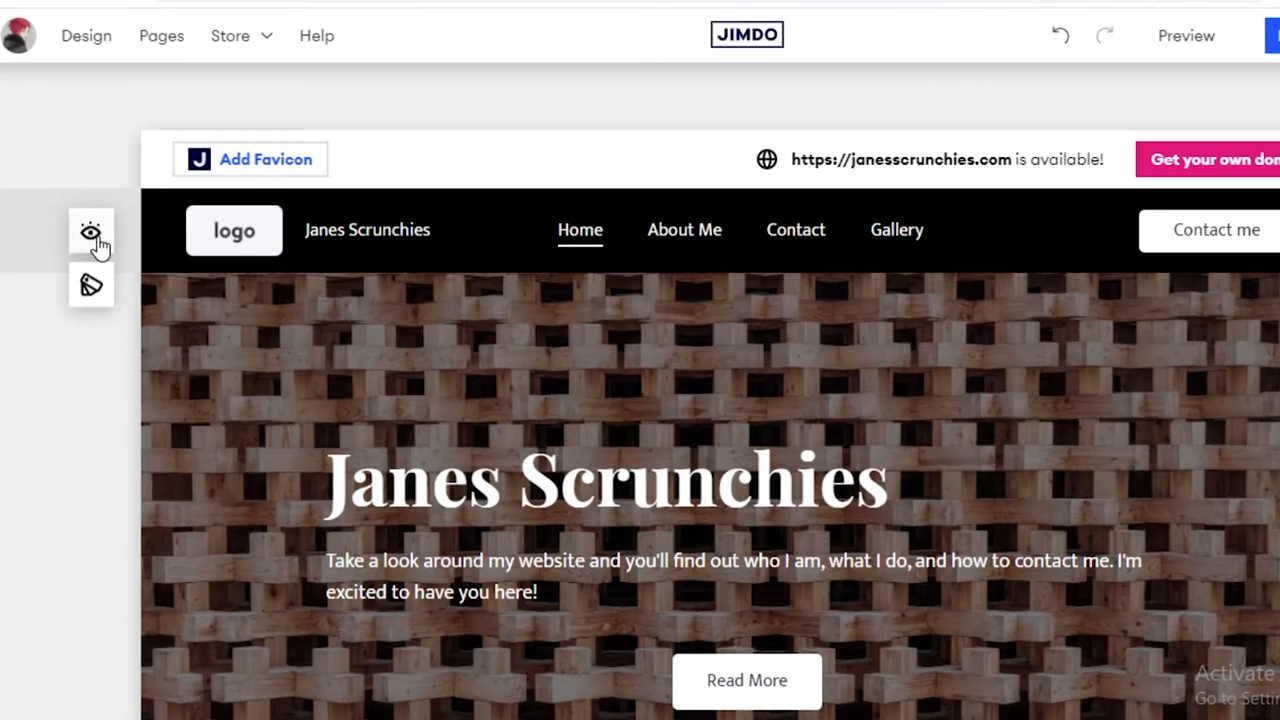 Design Pages Store Help JIMDO Preview
J Add Favicon https://janesscrunchies.com is available! Get your own
logo Janes Scrunchies Home About Me Contact Gallery Contact me
Janes Scrunchies
Take a look around my website and you'll find out who I am, what I do, and how to contact me. I'm
excited to have you here!
Read More
Activate
Go to